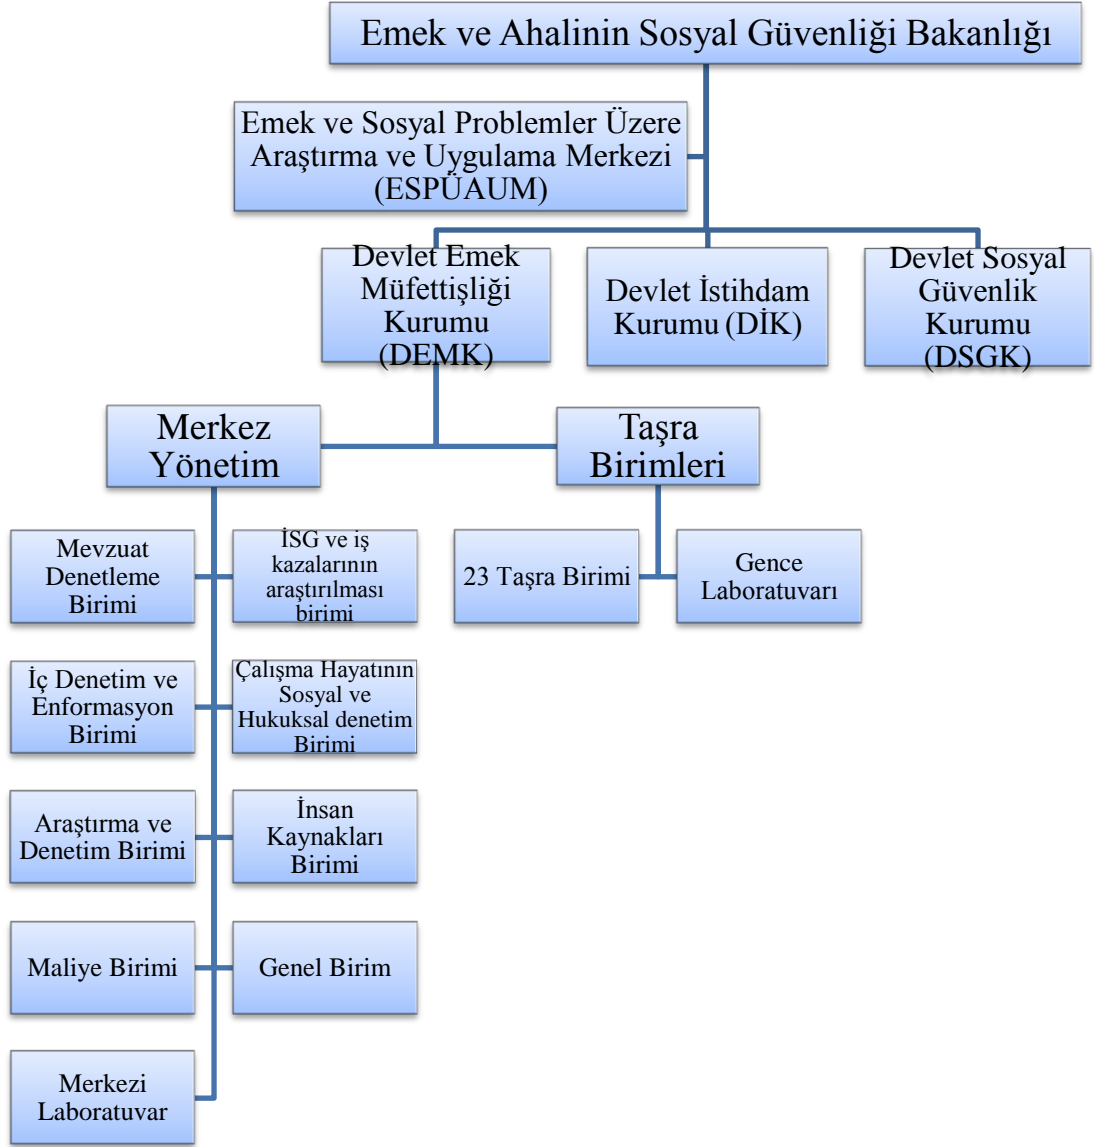 Emek ve Ahalinin Sosyal Güvenliği Bakanlığı
Emek ve Sosyal Problemler Üzere
Araştırma ve Uygulama Merkezi
(ESPÜAUM)
Devlet Emek
Müfettişliği
Kurumu
(DEMK)
Devlet İstihdam
Kurumu (DİK)
Devlet Sosyal
Güvenlik
Kurumu
(DSGK)
Merkez
Yönetim
Taşra
Birimleri
Mevzuat
Denetleme
Birimi
İSG ve iş
kazalarının
araştırılması
birimi
23 Taşra Birimi
Gence
Laboratuvarı
İç Denetim ve
Enformasyon
Birimi
Çalışma Hayatının
Sosyal ve
Hukuksal denetim
Birimi
Araştırma ve
Denetim Birimi
İnsan
Kaynakları
Birimi
Maliye Birimi
Genel Birim
Merkezi
Laboratuvar